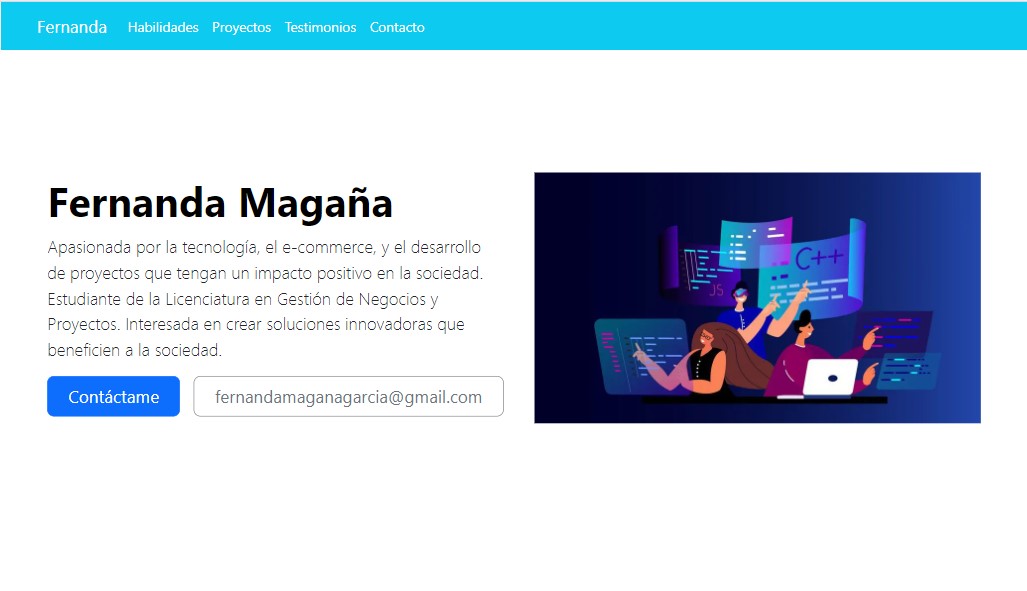 Fernanda Habilidades Proyectos Testimonios Contacto
Fernanda Magaña
Apasionada por la tecnología, el e-commerce, y el desarrollo
de proyectos que tengan un impacto positivo en la sociedad.
Estudiante de la Licenciatura en Gestión de Negocios y
Proyectos. Interesada en crear soluciones innovadoras que
beneficien a la sociedad.
Contáctame fernandamaganagarcia@gmail.com
C++
JS